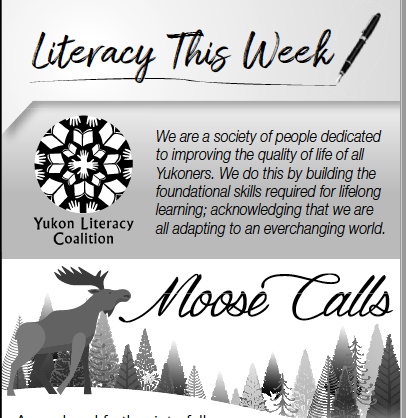 Literacy This Week
We are a society of people dedicated
to improving the quality of life of all
Yukoners. We do this by building the
foundational skills required for lifelong
learning; acknowledging that we are
all adapting to an everchanging world.
Yukon Literacy
Coalition
Moose Calls